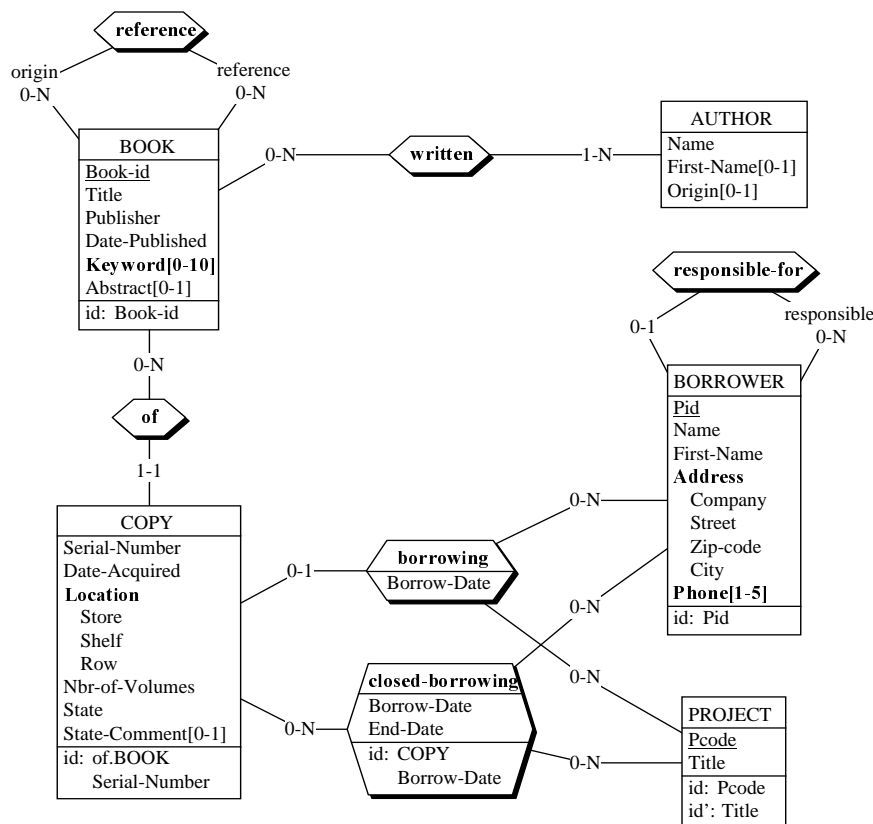 reference
origin
0-N
reference
0-N
BOOK
Book-id
Title
Publisher
Date-Published
Keyword[0-10]
Abstract[0-1]
id: Book-id
0-N
written
1-N
AUTHOR
Name
First-Name[0-1]
Origin[0-1]
responsible-for
0-1
responsible
0-N
BORROWER
Pid
Name
First-Name
Address
Company
Street
Zip-code
City
Phone[1-5]
id: Pid
0-N
of
1-1
COPY
Serial-Number
Date-Acquired
Location
Store
Shelf
Row
Nbr-of-Volumes
State
State-Comment[0-1]
id: of.BOOK
Serial-Number
0-1
borrowing
Borrow-Date
0-N
0-N
0-N
closed-borrowing
Borrow-Date
End-Date
id: COPY
Borrow-Date
0-N
0-N
PROJECT
Pcode
Title
id: Pcode
id': Title